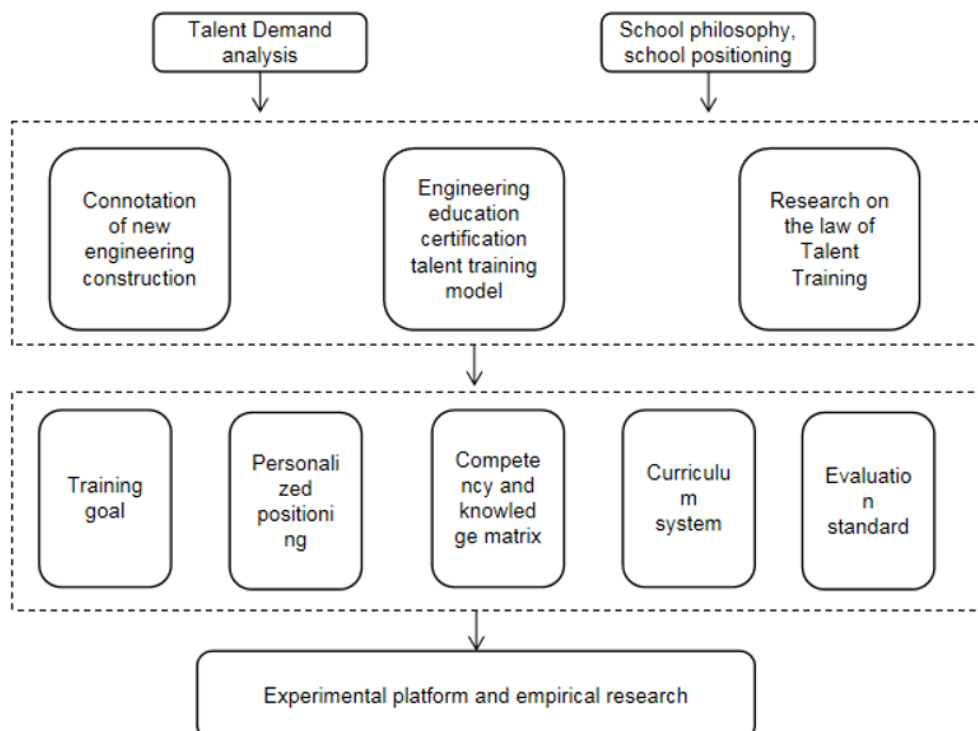 Talent Demand
analysis
School philosophy,
school positioning
Connotation
of new
engineering
construction
Engineering
education
certification
talent training
model
Research on
the law of
Talent
Training
Training
goal
Personali
zed
positioni
ng
Compete
ncy and
knowled
ge matrix
Curriculu
m
system
Evaluatio
n
standard
Experimental platform and empirical research